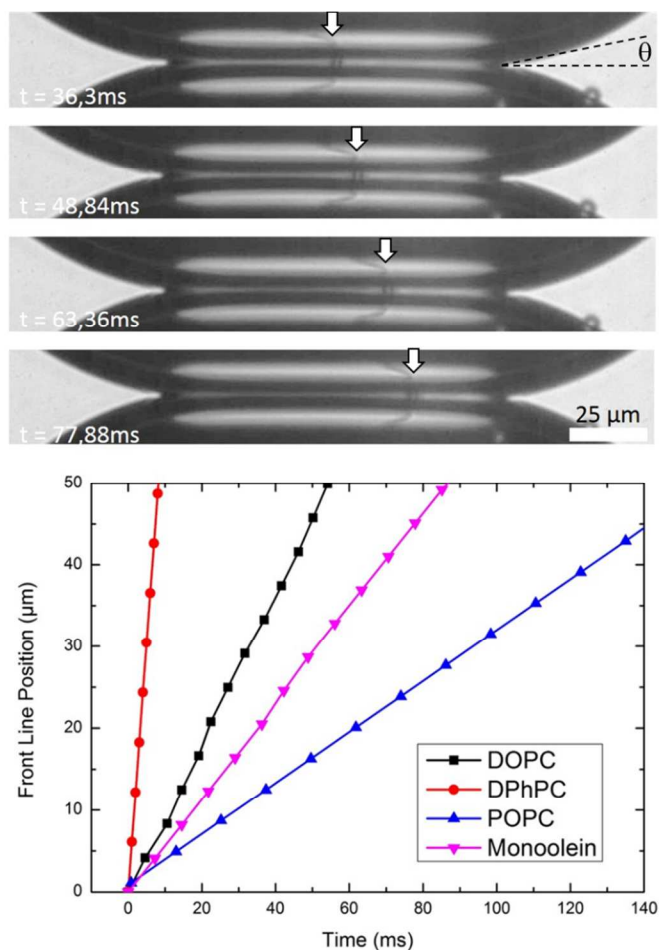 θ
t = 36,3ms
t = 48,84ms
t = 63,36ms
25 µm
t = 77,88ms
50
40
30
20
10
0
Front Line Position (µm)
DOPC
DPhPC
POPC
Monoolein
0 20 40 60 80 100 120 140
Time (ms)